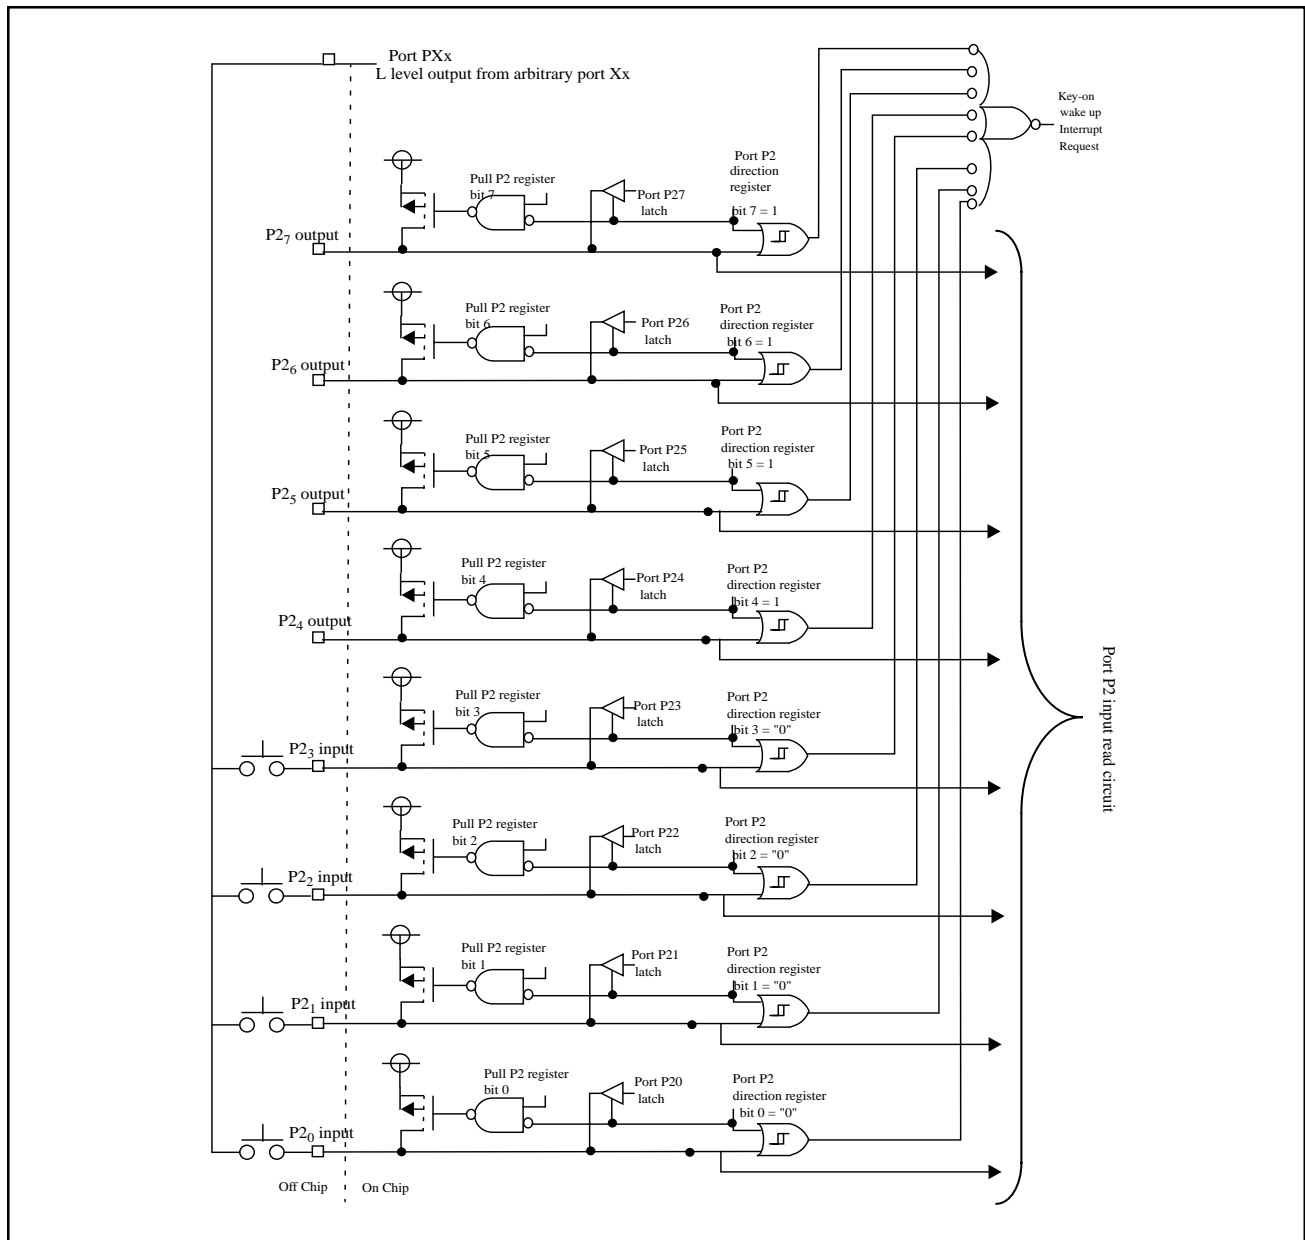 Port PXx
L level output from arbitrary port Xx
Key-on
wake up
Interrupt
Request
Pull P2 register
bit 7
Port P27
latch
Port P2
direction
register
bit 7 = 1
P27 output
Pull P2 register
bit 6
Port P26
latch
Port P2
direction register
bit 6 = 1
P26 output
Pull P2 register
bit 5
Port P25
latch
Port P2
direction register
bit 5 = 1
P25 output
Pull P2 register
bit 4
Port P24
latch
Port P2
direction register
bit 4 = 1
P24 output
Pull P2 register
bit 3
Port P23
latch
Port P2
direction register
bit 3 = "0"
P23 input
Pull P2 register
bit 2
Port P22
latch
Port P2
direction register
bit 2 = "0"
P22 input
Pull P2 register
bit 1
Port P21
latch
Port P2
direction register
bit 1 = "0"
P21 input
Pull P2 register
bit 0
Port P20
latch
Port P2
direction register
bit 0 = "0"
P20 input
Off Chip
On Chip
Port P2 input read circuit